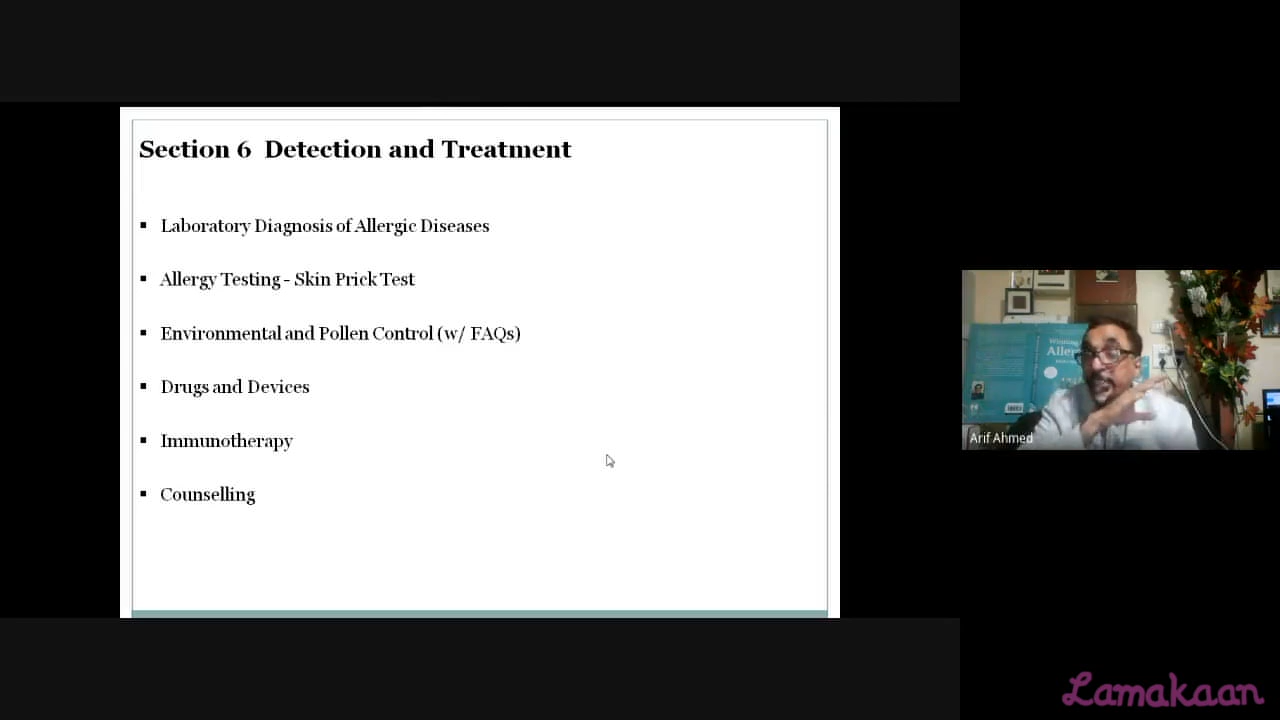 Section 6  Detection and Treatment
▪ Laboratory Diagnosis of Allergic Diseases
▪ Allergy Testing - Skin Prick Test
▪ Environmental and Pollen Control (w/ FAQs)
▪ Drugs and Devices
▪ Immunotherapy
▪ Counselling
Arif Ahmed
Lamakaan